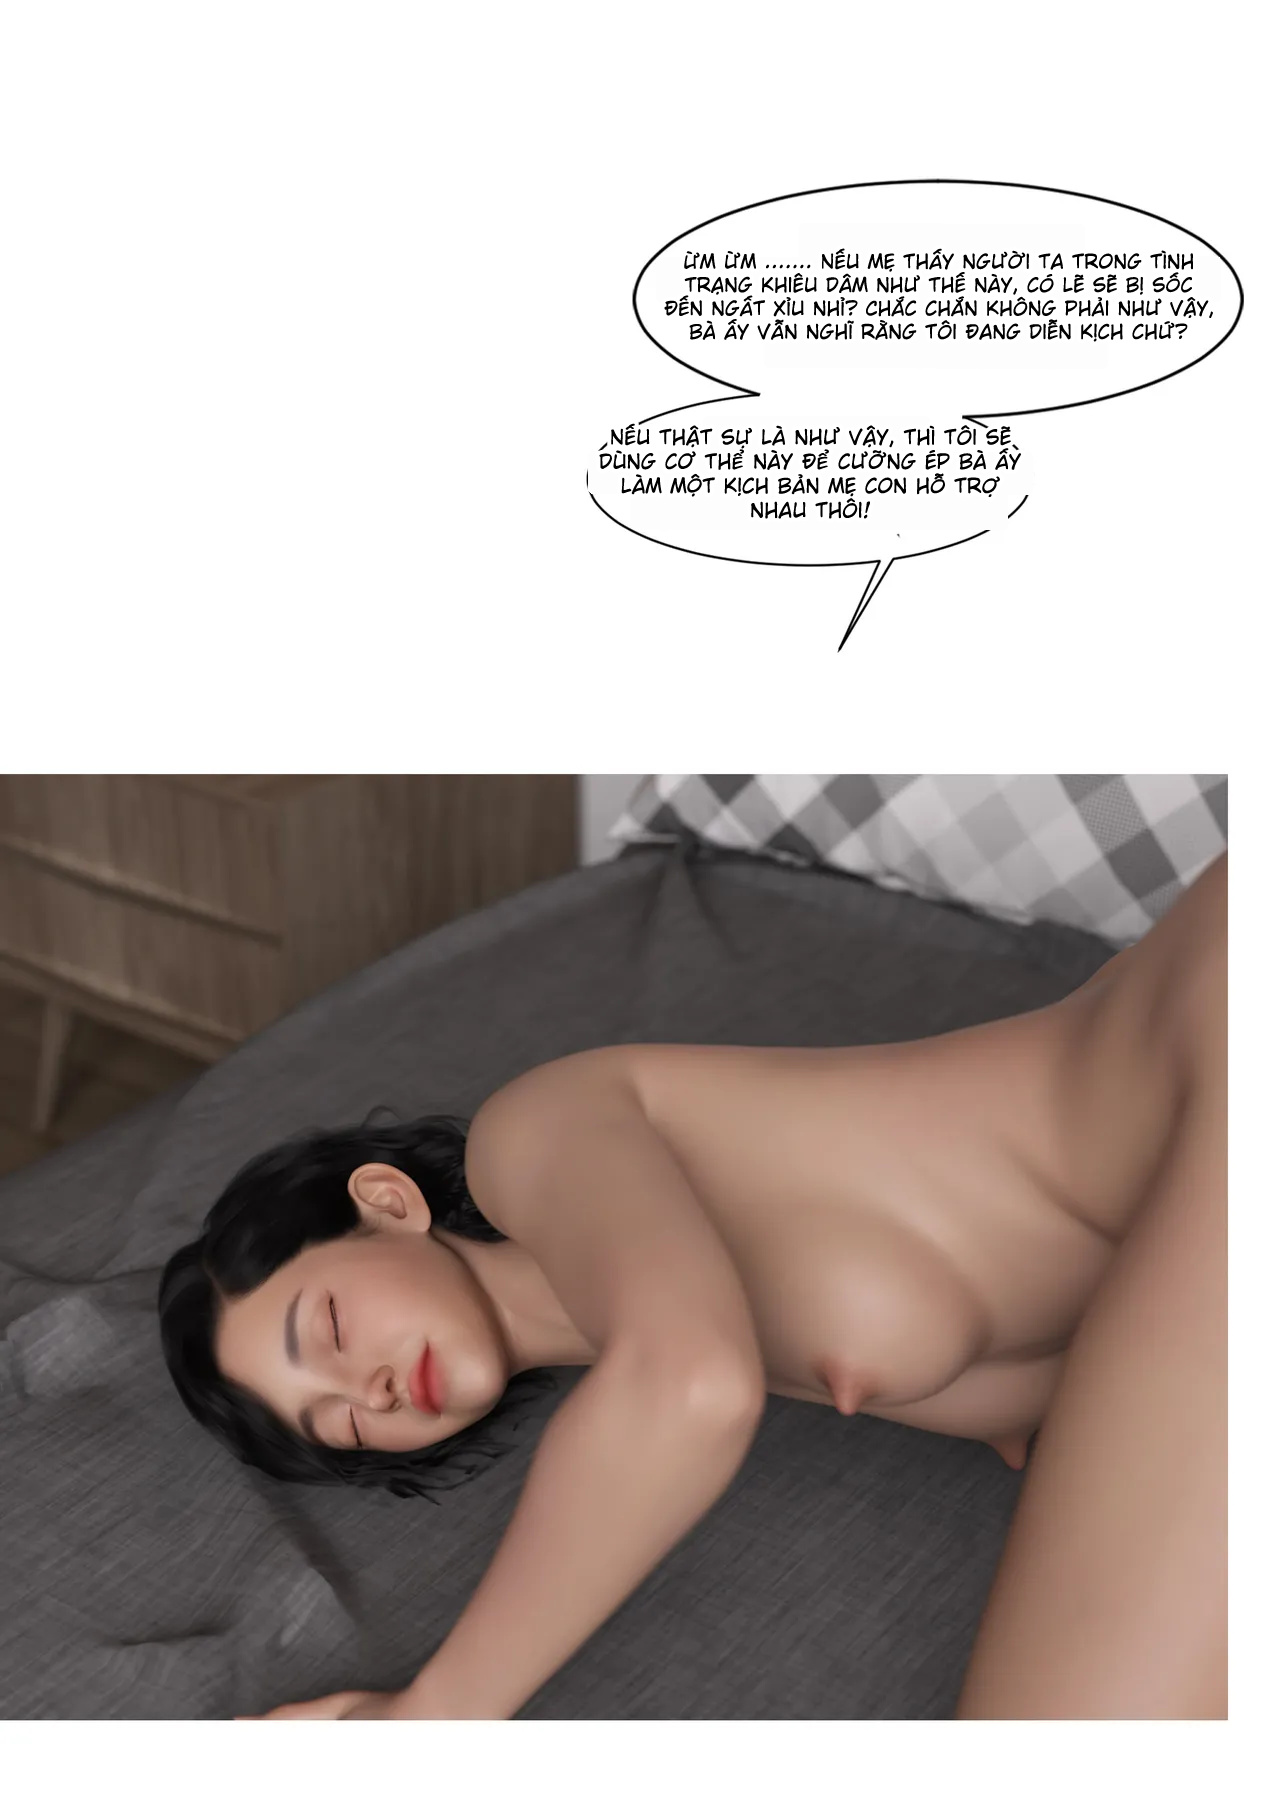 ỪM ỪM ....... NẾU MẸ THẤY NGƯỜI TA TRONG TÌNH
TRẠNG KHIÊU DÂM NHƯ THẾ NÀY, CÓ LẼ SẼ BỊ SỐC
ĐẾN NGẤT XỈU NHỈ? CHẮC CHẮN KHÔNG PHẢI NHƯ VẬY,
BÀ ẤY VẪN NGHĨ RẰNG TÔI ĐANG DIỄN KỊCH CHỨ?
NẾU THẬT SỰ LÀ NHƯ VẬY, THÌ TÔI SẼ
DÙNG CƠ THỂ NÀY ĐỂ CƯỠNG ÉP BÀ ẤY
LÀM MỘT KỊCH BẢN MẸ CON HỖ TRỢ
NHAU THÔI!